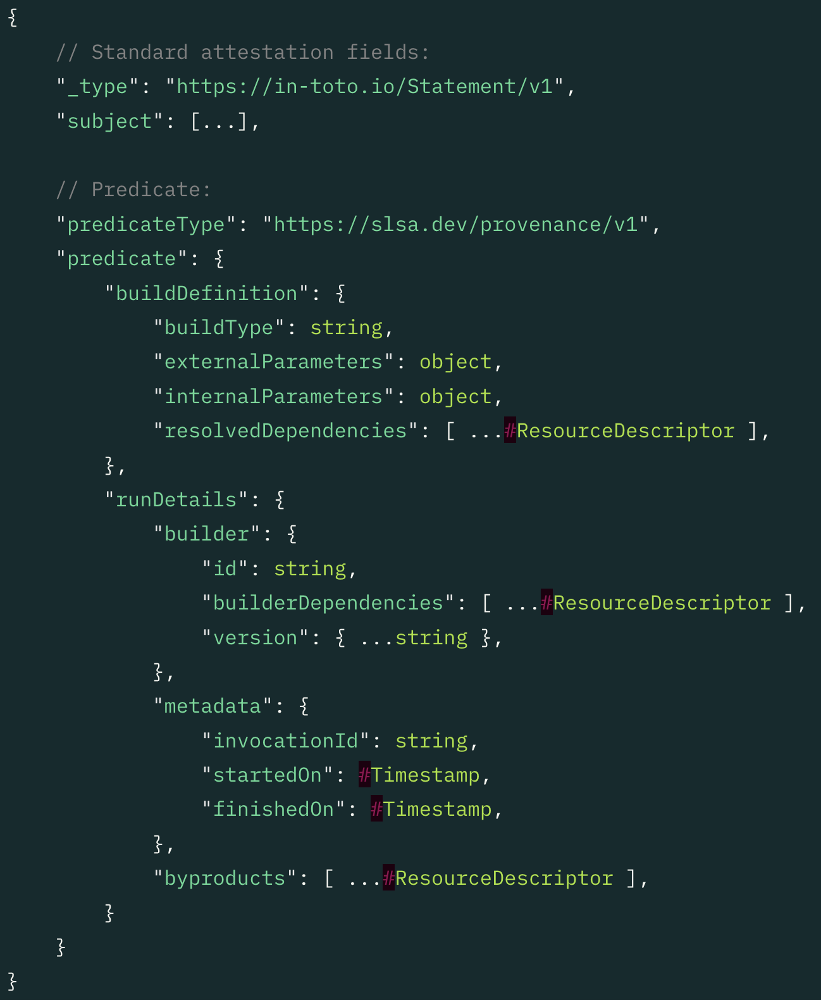 {
    // Standard attestation fields:
    "_type": "https://in-toto.io/Statement/v1",
    "subject": [...],

    // Predicate:
    "predicateType": "https://slsa.dev/provenance/v1",
    "predicate": {
        "buildDefinition": {
            "buildType": string,
            "externalParameters": object,
            "internalParameters": object,
            "resolvedDependencies": [ ...#ResourceDescriptor ],
        },
        "runDetails": {
            "builder": {
                "id": string,
                "builderDependencies": [ ...#ResourceDescriptor ],
                "version": { ...string },
            },
            "metadata": {
                "invocationId": string,
                "startedOn": #Timestamp,
                "finishedOn": #Timestamp,
            },
            "byproducts": [ ...#ResourceDescriptor ],
        }
    }
}